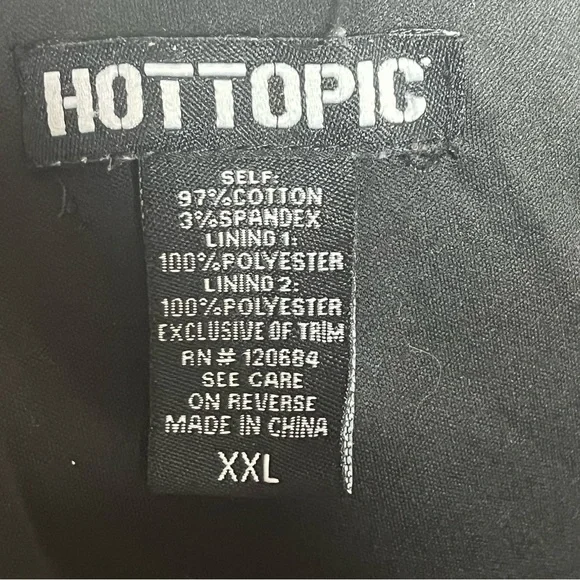 HOTTOPIC
SELF:
97%COTTON
3%SPANDEX
LINING 1:
100%POLYESTER
LINING 2:
100%POLYESTER
EXCLUSIVE OF TRIM
RN# 120684
SEE CARE
ON REVERSE
MADE IN CHINA
XXL